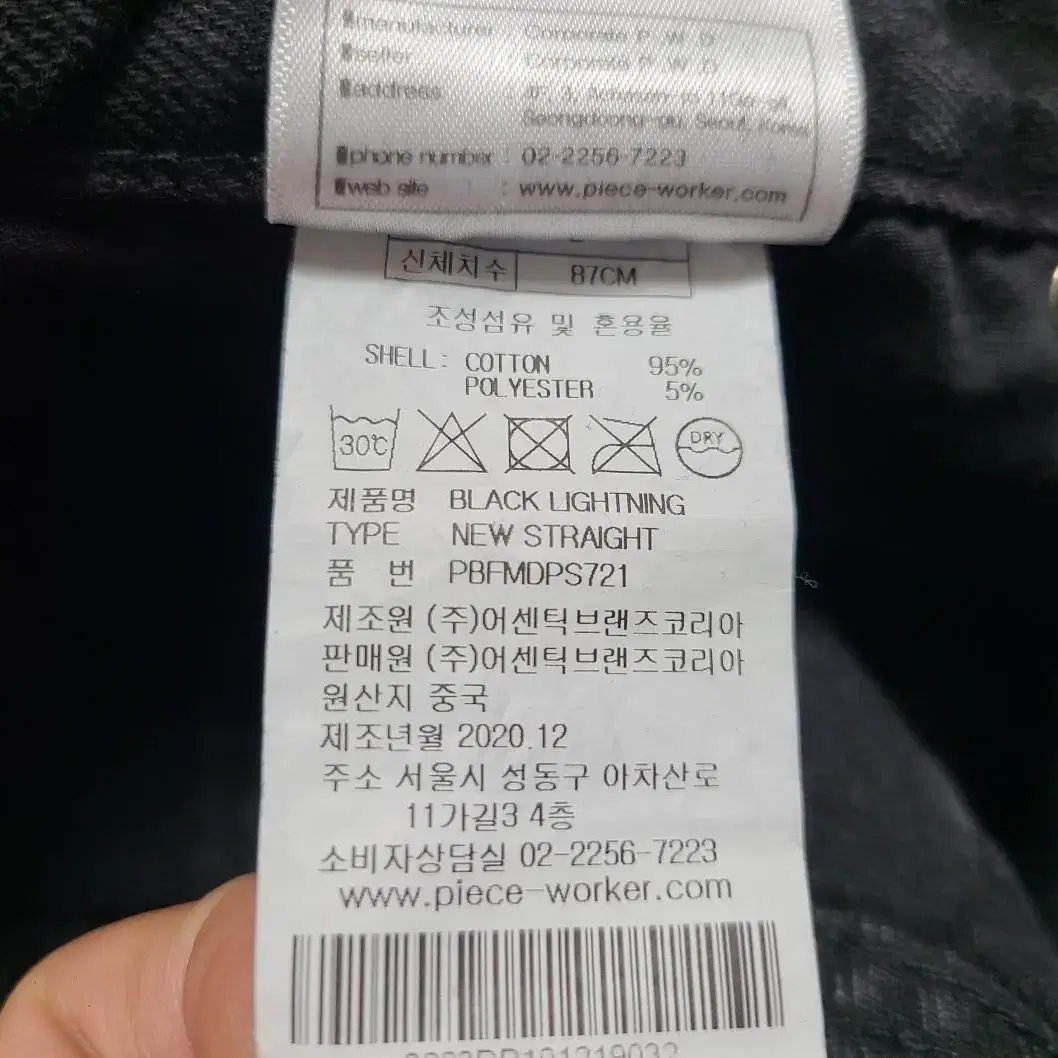 manufacturer : Corporate P .W .D
seller : Corporate P .W .D
address :
Seongdoong-gu, Seoul, Korea
phone number : 02-2256-7223
web site : www.piece-worker.com
신체치수 87CM
조성섬유 및 혼용율
SHELL: COTTON 95%
POLYESTER 5%
30℃ DRY
제품명 BLACK LIGHTNING
TYPE NEW STRAIGHT
품 번 PBFMDPS721
제조원 (주)어센틱브랜즈코리아
판매원 (주)어센틱브랜즈코리아
원산지 중국
제조년월 2020.12
주소 서울시 성동구 아차산로
11가길3 4층
소비자상담실 02-2256-7223
www.piece-worker.com